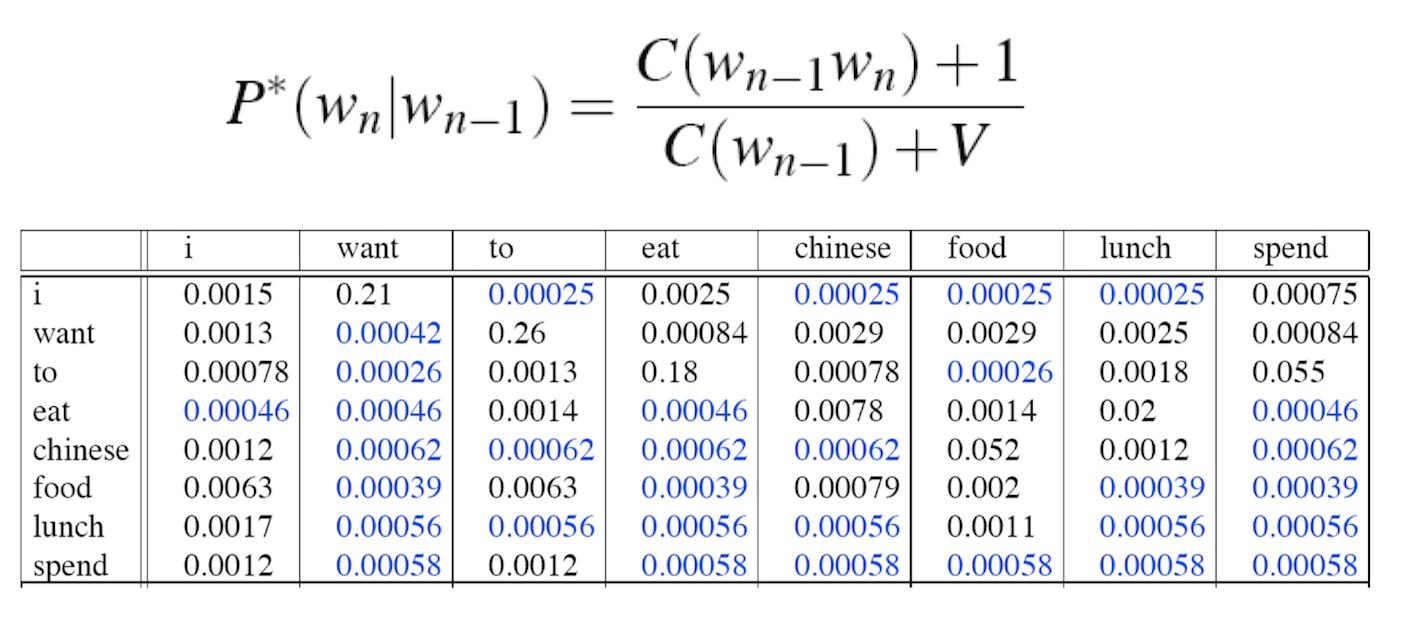 P*(wₙ|wₙ₋₁) = C(wₙ₋₁wₙ)+1 / C(wₙ₋₁)+V
i want to eat chinese food lunch spend
i 0.0015 0.21 0.00025 0.0025 0.00025 0.00025 0.00025 0.00075
want 0.0013 0.00042 0.26 0.00084 0.0029 0.0029 0.0025 0.00084
to 0.00078 0.00026 0.0013 0.18 0.00078 0.00026 0.0018 0.055
eat 0.00046 0.00046 0.0014 0.00046 0.0078 0.0014 0.02 0.00046
chinese 0.0012 0.00062 0.00062 0.00062 0.00062 0.052 0.0012 0.00062
food 0.0063 0.00039 0.0063 0.00039 0.00079 0.002 0.00039 0.00039
lunch 0.0017 0.00056 0.00056 0.00056 0.00056 0.0011 0.00056 0.00056
spend 0.0012 0.00058 0.0012 0.00058 0.00058 0.00058 0.00058 0.00058